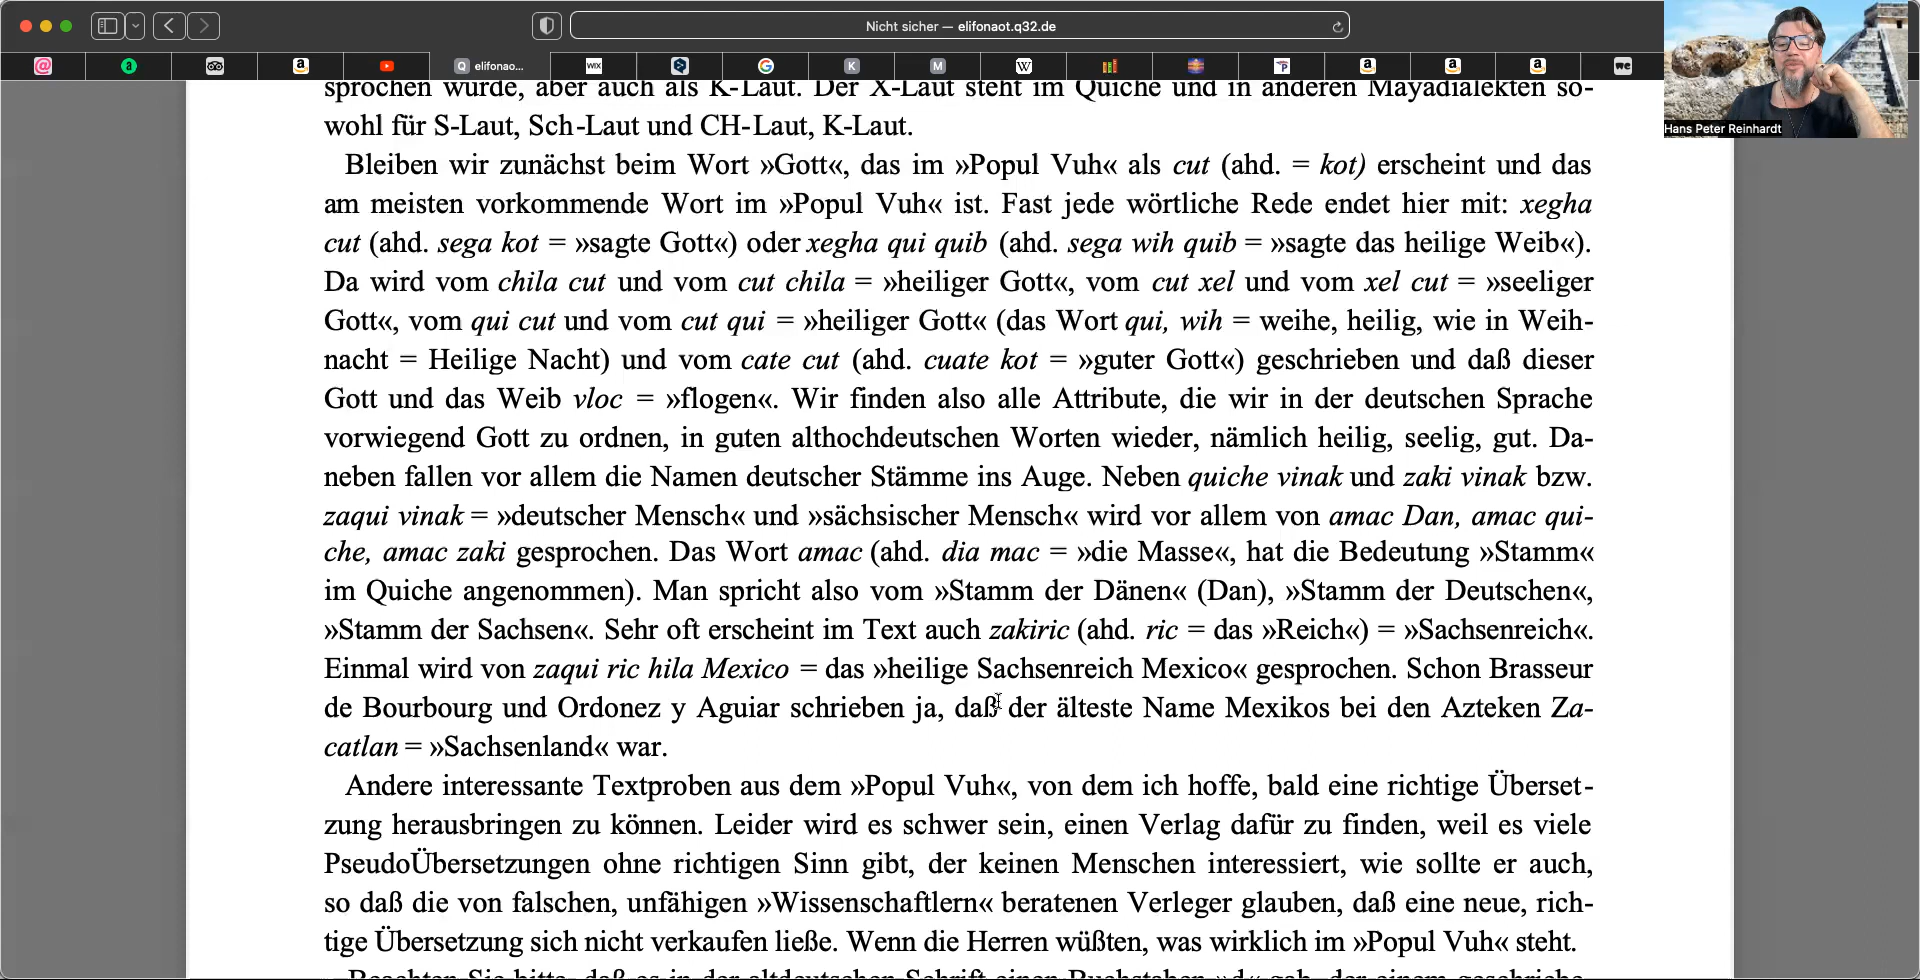 Nicht sicher — elifonaot.q32.de
elifonao...
Hans Peter Reinhardt
sprochen wurde, aber auch als K-Laut. Der X-Laut steht im Quiche und in anderen Mayadialekten so-
wohl für S-Laut, Sch-Laut und CH-Laut, K-Laut.
Bleiben wir zunächst beim Wort »Gott«, das im »Popul Vuh« als cut (ahd. = kot) erscheint und das
am meisten vorkommende Wort im »Popul Vuh« ist. Fast jede wörtliche Rede endet hier mit: xegha
cut (ahd. sega kot = »sagte Gott«) oder xegha qui quib (ahd. sega wih quib = »sagte das heilige Weib«).
Da wird vom chila cut und vom cut chila = »heiliger Gott«, vom cut xel und vom xel cut = »seeliger
Gott«, vom qui cut und vom cut qui = »heiliger Gott« (das Wort qui, wih = weihe, heilig, wie in Weih-
nacht = Heilige Nacht) und vom cate cut (ahd. cuate kot = »guter Gott«) geschrieben und daß dieser
Gott und das Weib vloc = »flogen«. Wir finden also alle Attribute, die wir in der deutschen Sprache
vorwiegend Gott zu ordnen, in guten althochdeutschen Worten wieder, nämlich heilig, seelig, gut. Da-
neben fallen vor allem die Namen deutscher Stämme ins Auge. Neben quiche vinak und zaki vinak bzw.
zaqui vinak = »deutscher Mensch« und »sächsischer Mensch« wird vor allem von amac Dan, amac qui-
che, amac zaki gesprochen. Das Wort amac (ahd. dia mac = »die Masse«, hat die Bedeutung »Stamm«
im Quiche angenommen). Man spricht also vom »Stamm der Dänen« (Dan), »Stamm der Deutschen«,
»Stamm der Sachsen«. Sehr oft erscheint im Text auch zakiric (ahd. ric = das »Reich«) = »Sachsenreich«.
Einmal wird von zaqui ric hila Mexico = das »heilige Sachsenreich Mexico« gesprochen. Schon Brasseur
de Bourbourg und Ordonez y Aguiar schrieben ja, daß der älteste Name Mexikos bei den Azteken Za-
catlan = »Sachsenland« war.
Andere interessante Textproben aus dem »Popul Vuh«, von dem ich hoffe, bald eine richtige Überset-
zung herausbringen zu können. Leider wird es schwer sein, einen Verlag dafür zu finden, weil es viele
PseudoÜbersetzungen ohne richtigen Sinn gibt, der keinen Menschen interessiert, wie sollte er auch,
so daß die von falschen, unfähigen »Wissenschaftlern« beratenen Verleger glauben, daß eine neue, rich-
tige Übersetzung sich nicht verkaufen ließe. Wenn die Herren wüßten, was wirklich im »Popul Vuh« steht.